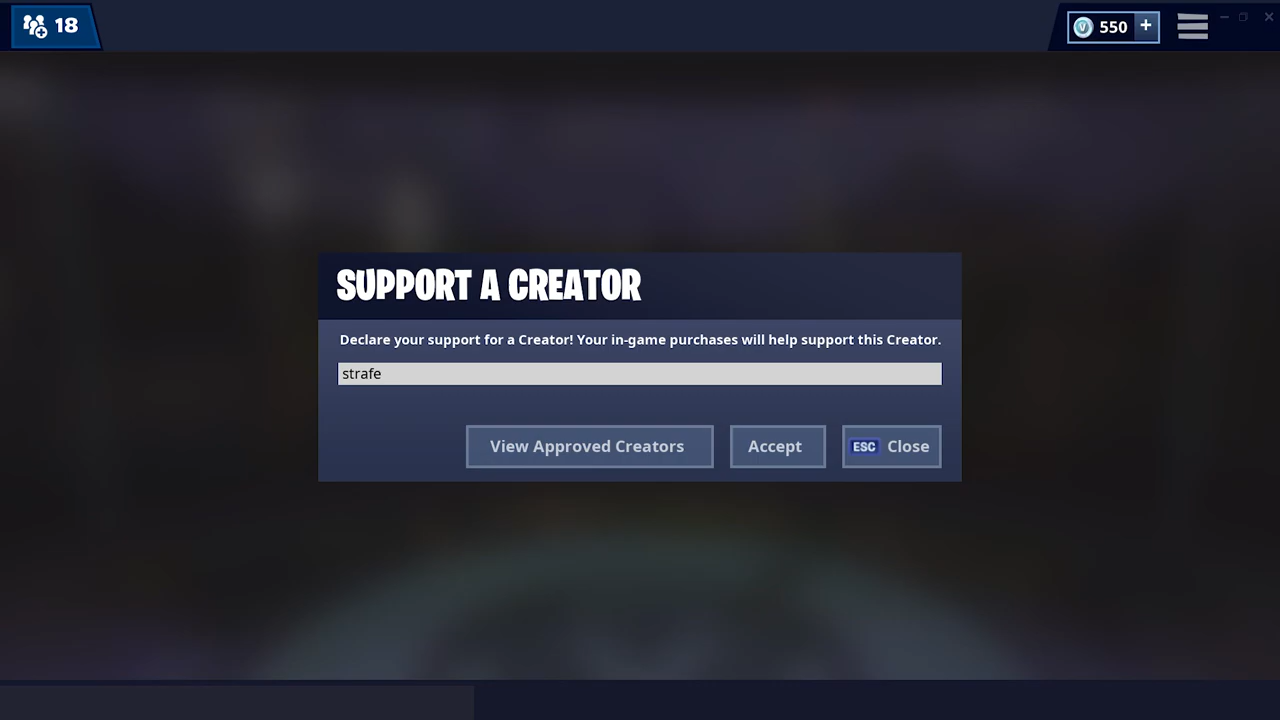 18
550 +
SUPPORT A CREATOR
Declare your support for a Creator! Your in-game purchases will help support this Creator.
strafe
View Approved Creators
Accept
ESC Close